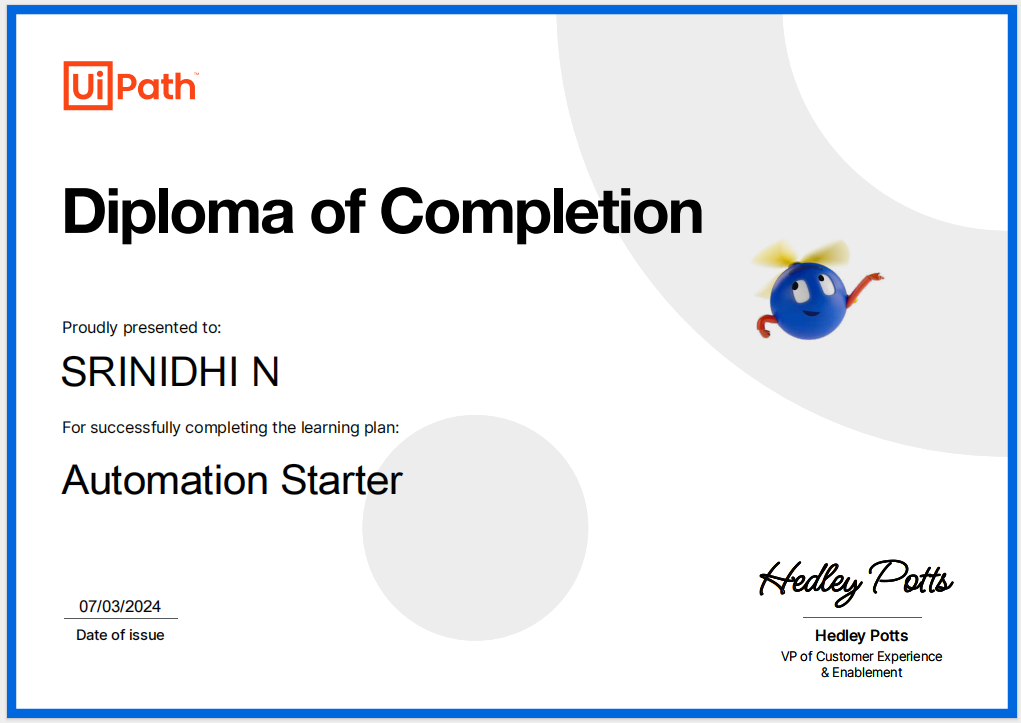 UiPath™
Diploma of Completion
Proudly presented to:
SRINIDHI N
For successfully completing the learning plan:
Automation Starter
07/03/2024
Date of issue
Hedley Potts
Hedley Potts
VP of Customer Experience
& Enablement